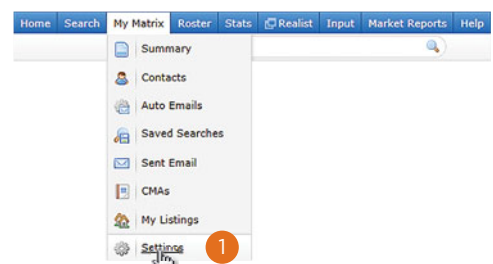 Home Search My Matrix Roster Stats Realist Input Market Reports Help
Summary
Contacts
Auto Emails
Saved Searches
Sent Email
CMAs
My Listings
Settings 1